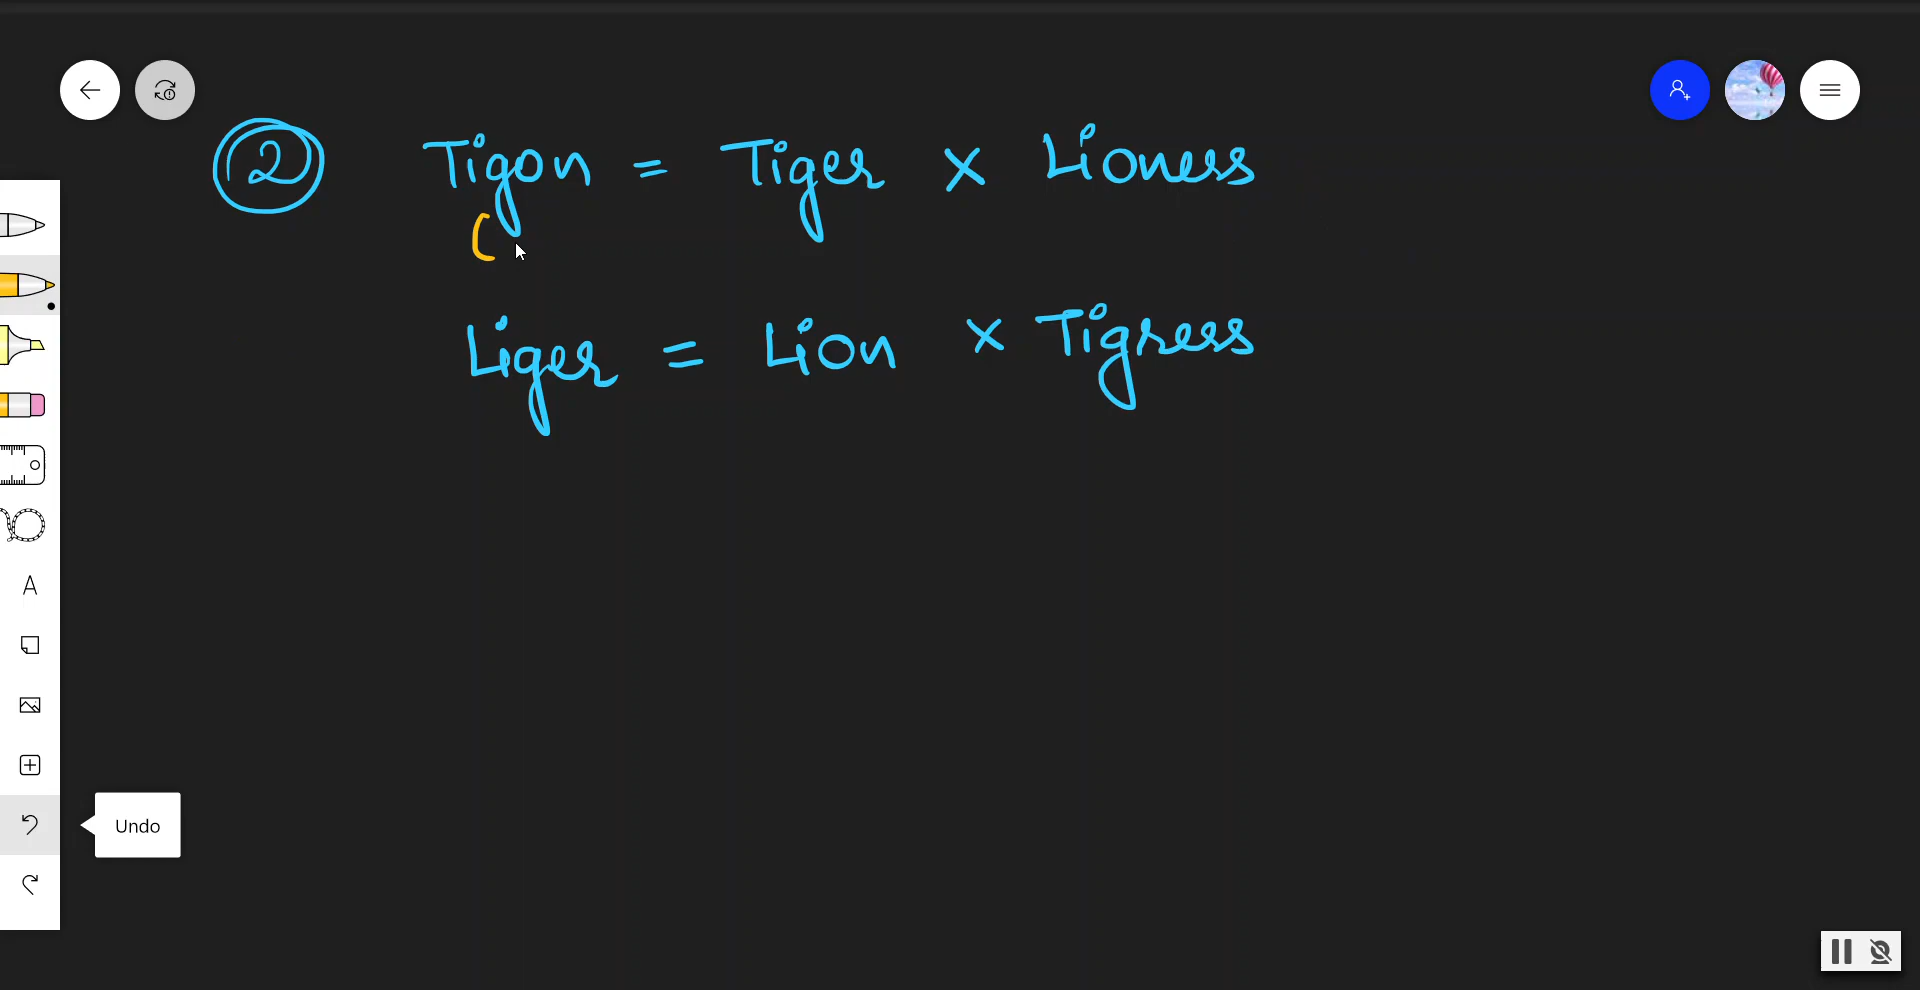 ② Tigon = Tiger × Lioness
(
Liger = Lion × Tigress
A
Undo